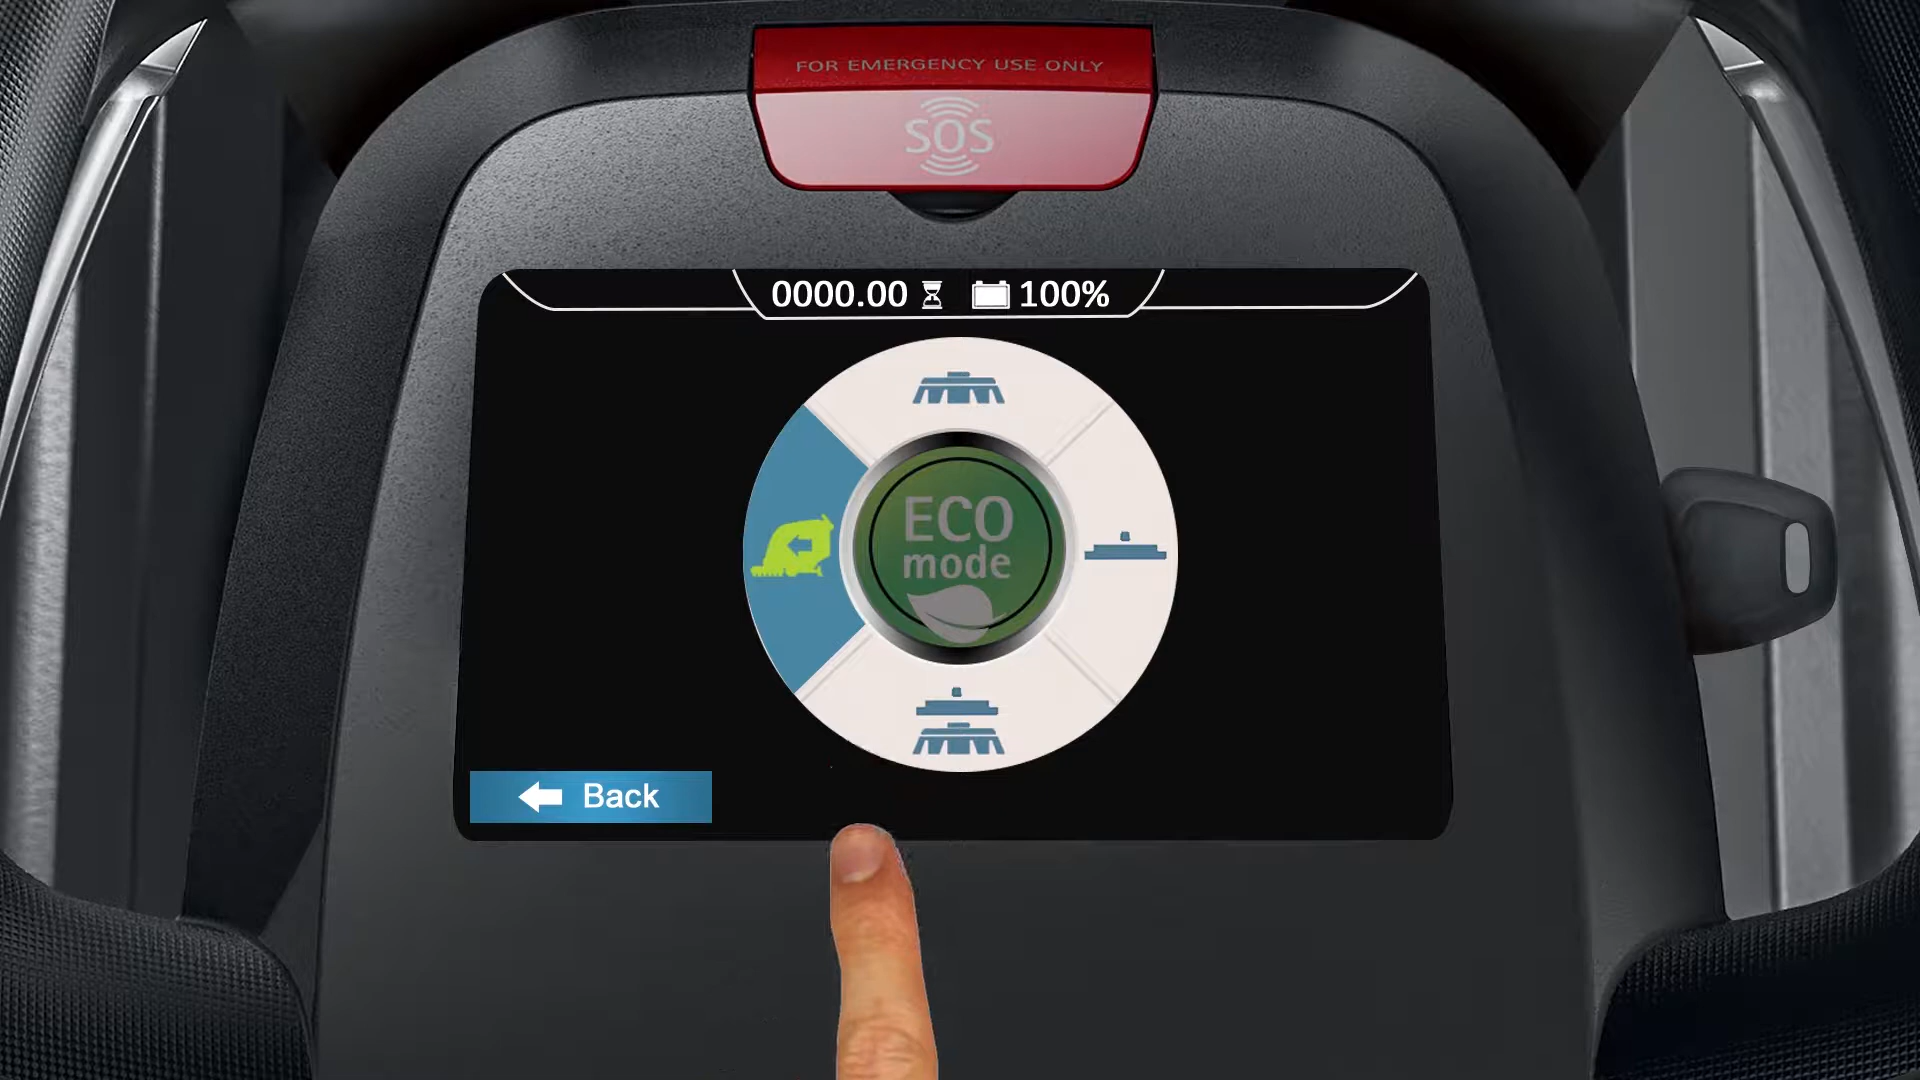 FOR EMERGENCY USE ONLY
SOS
0000.00 100%
ECO
mode
Back